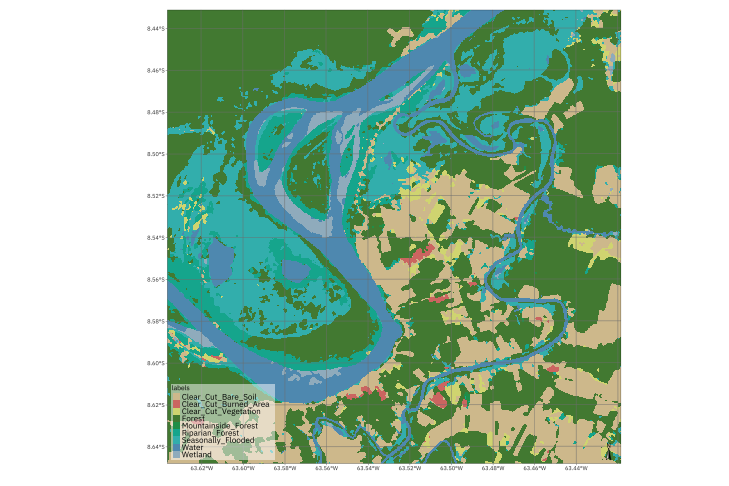 8.44°S
8.46°S
8.48°S
8.50°S
8.52°S
8.54°S
8.56°S
8.58°S
8.60°S
8.62°S
8.64°S
labels
Clear_Cut_Bare_Soil
Clear_Cut_Burned_Area
Clear_Cut_Vegetation
Forest
Mountainside_Forest
Riparian_Forest
Seasonally_Flooded
Water
Wetland
63.62°W 63.60°W 63.58°W 63.56°W 63.54°W 63.52°W 63.50°W 63.48°W 63.46°W 63.44°W